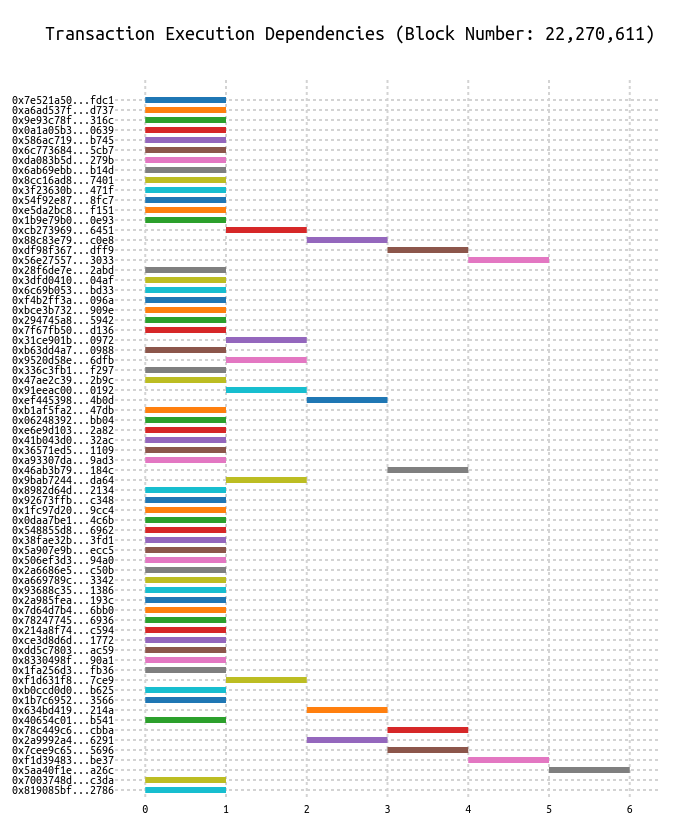 Transaction Execution Dependencies (Block Number: 22,270,611)
0x7e521a50...fdc1
0xa6ad537f...d737
0x9e93c78f...316c
0x0a1a05b3...0639
0x586ac719...b745
0x6c773684...5cb7
0xda083b5d...279b
0x6ab69ebb...b14d
0x8cc16ad8...7401
0x3f23630b...471f
0x54f92e87...8fc7
0xe5da2bc8...f151
0x1b9e79b0...0e93
0xcb273969...6451
0x88c83e79...c0e8
0xdf98f367...dff9
0x56e27557...3033
0x28f6de7e...2abd
0x3dfd0410...04af
0x6c69b053...bd33
0xf4b2ff3a...096a
0xbce3b732...909e
0x294745a8...5942
0x7f67fb50...d136
0x31ce901b...0972
0xb63dd4a7...0988
0x9520d58e...6dfb
0x336c3fb1...f297
0x47ae2c39...2b9c
0x91eeac00...0192
0xef445398...4b0d
0xb1af5fa2...47db
0x06248392...bb04
0xe6e9d103...2a82
0x41b043d0...32ac
0x36571ed5...1109
0xa93307da...9ad3
0x46ab3b79...184c
0x9bab7244...da64
0x8982d64d...2134
0x92673ffb...c348
0x1fc97d20...9cc4
0x0daa7be1...4c6b
0x548855d8...6962
0x38fae32b...3fd1
0x5a907e9b...ecc5
0x506ef3d3...94a0
0x2a6686e5...c50b
0xa669789c...3342
0x93688c35...1386
0x2a985fea...193c
0x7d64d7b4...6bb0
0x78247745...6936
0x214a8f74...c594
0xce3d8d6d...1772
0xdd5c7803...ac59
0x8330498f...90a1
0x1fa256d3...fb36
0xf1d631f8...7ce9
0xb0ccd0d0...b625
0x1b7c6952...3566
0x634bd419...214a
0x40654c01...b541
0x78c449c6...cbba
0x2a9992a4...6291
0x7cee9c65...5696
0xf1d39483...be37
0x5aa40f1e...a26c
0x7003748d...c3da
0x819085bf...2786
0 1 2 3 4 5 6